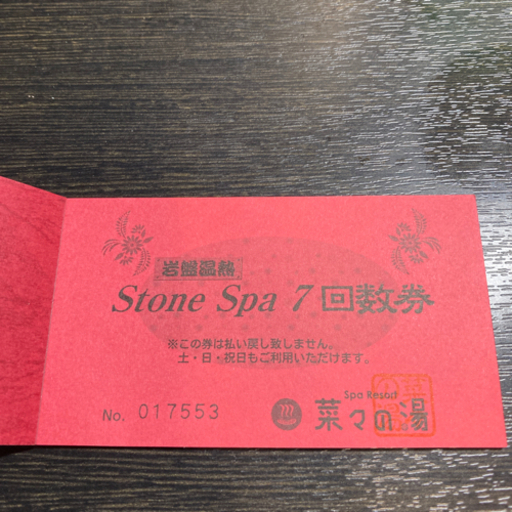 岩盤温熱
Stone Spa 7 回数券
※この券は払い戻し致しません。
土・日・祝日もご利用いただけます。
Spa Resort
No. 017553
菜々の湯